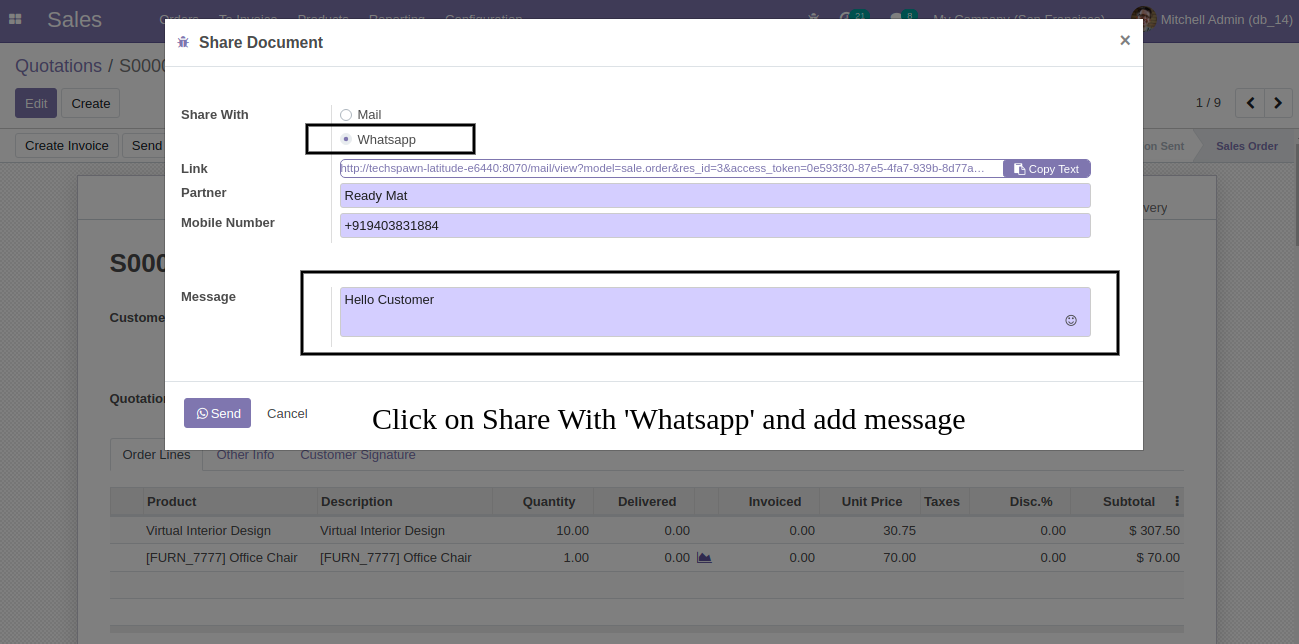 Sales Orders To Invoice Products Reporting Configuration 21 8 My Company (San Francisco) Mitchell Admin (db_14)
Share Document ×
Quotations / S0000
Edit Create 1 / 9
Share With Mail
Whatsapp
Create Invoice Send on Sent Sales Order
Link http://techspawn-latitude-e6440:8070/mail/view?model=sale.order&res_id=3&access_token=0e593f30-87e5-4fa7-939b-8d77a… Copy Text
Partner Ready Mat
very
Mobile Number +919403831884
S000
Message Hello Customer
Custome
Quotation
Send Cancel Click on Share With 'Whatsapp' and add message
Order Lines Other Info Customer Signature
Product Description Quantity Delivered Invoiced Unit Price Taxes Disc.% Subtotal
Virtual Interior Design Virtual Interior Design 10.00 0.00 0.00 30.75 0.00 $ 307.50
[FURN_7777] Office Chair [FURN_7777] Office Chair 1.00 0.00 0.00 70.00 0.00 $ 70.00